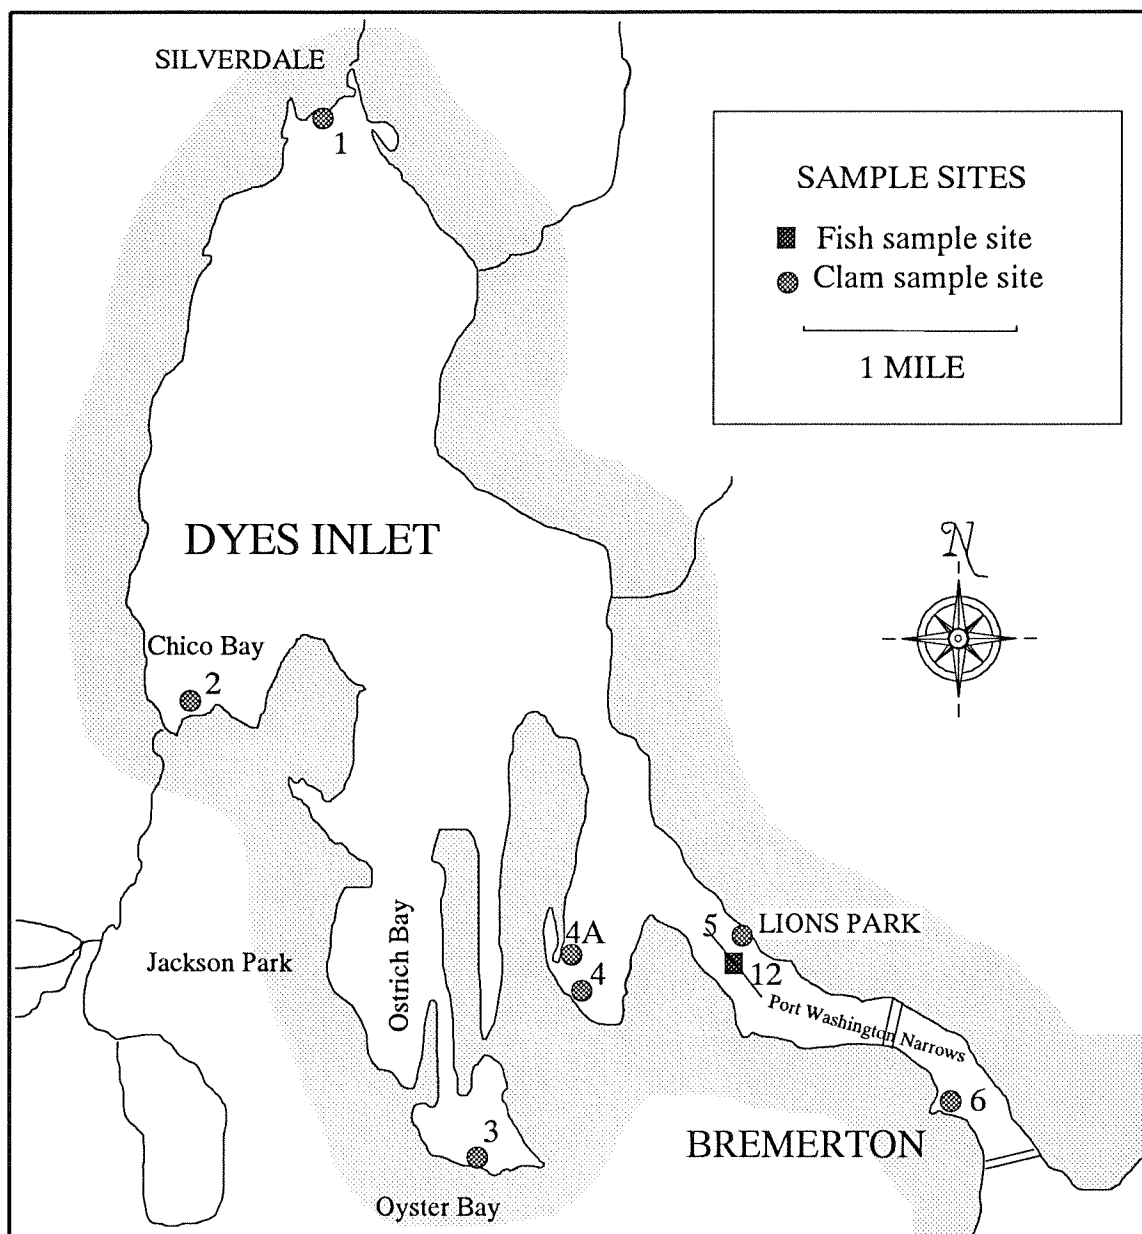 SILVERDALE
1
SAMPLE SITES
Fish sample site
Clam sample site
1 MILE
DYES INLET
N
Chico Bay
2
Ostrich Bay
Jackson Park
4A
4
5
LIONS PARK
12
Port Washington Narrows
6
3
BREMERTON
Oyster Bay